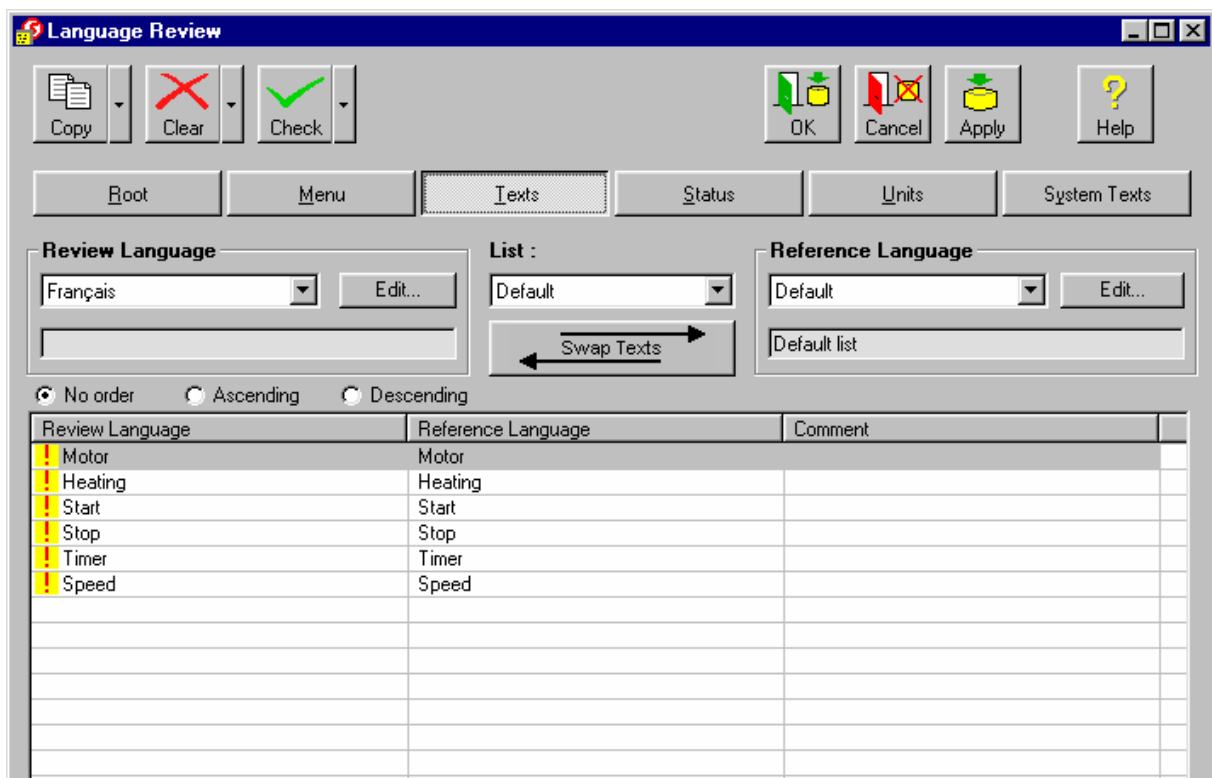 Language Review
Copy Clear Check OK Cancel Apply Help
Root Menu Texts Status Units System Texts
Review Language List : Reference Language
Français Edit... Default Default Edit...
Swap Texts Default list
No order Ascending Descending
Review Language Reference Language Comment
! Motor Motor
! Heating Heating
! Start Start
! Stop Stop
! Timer Timer
! Speed Speed